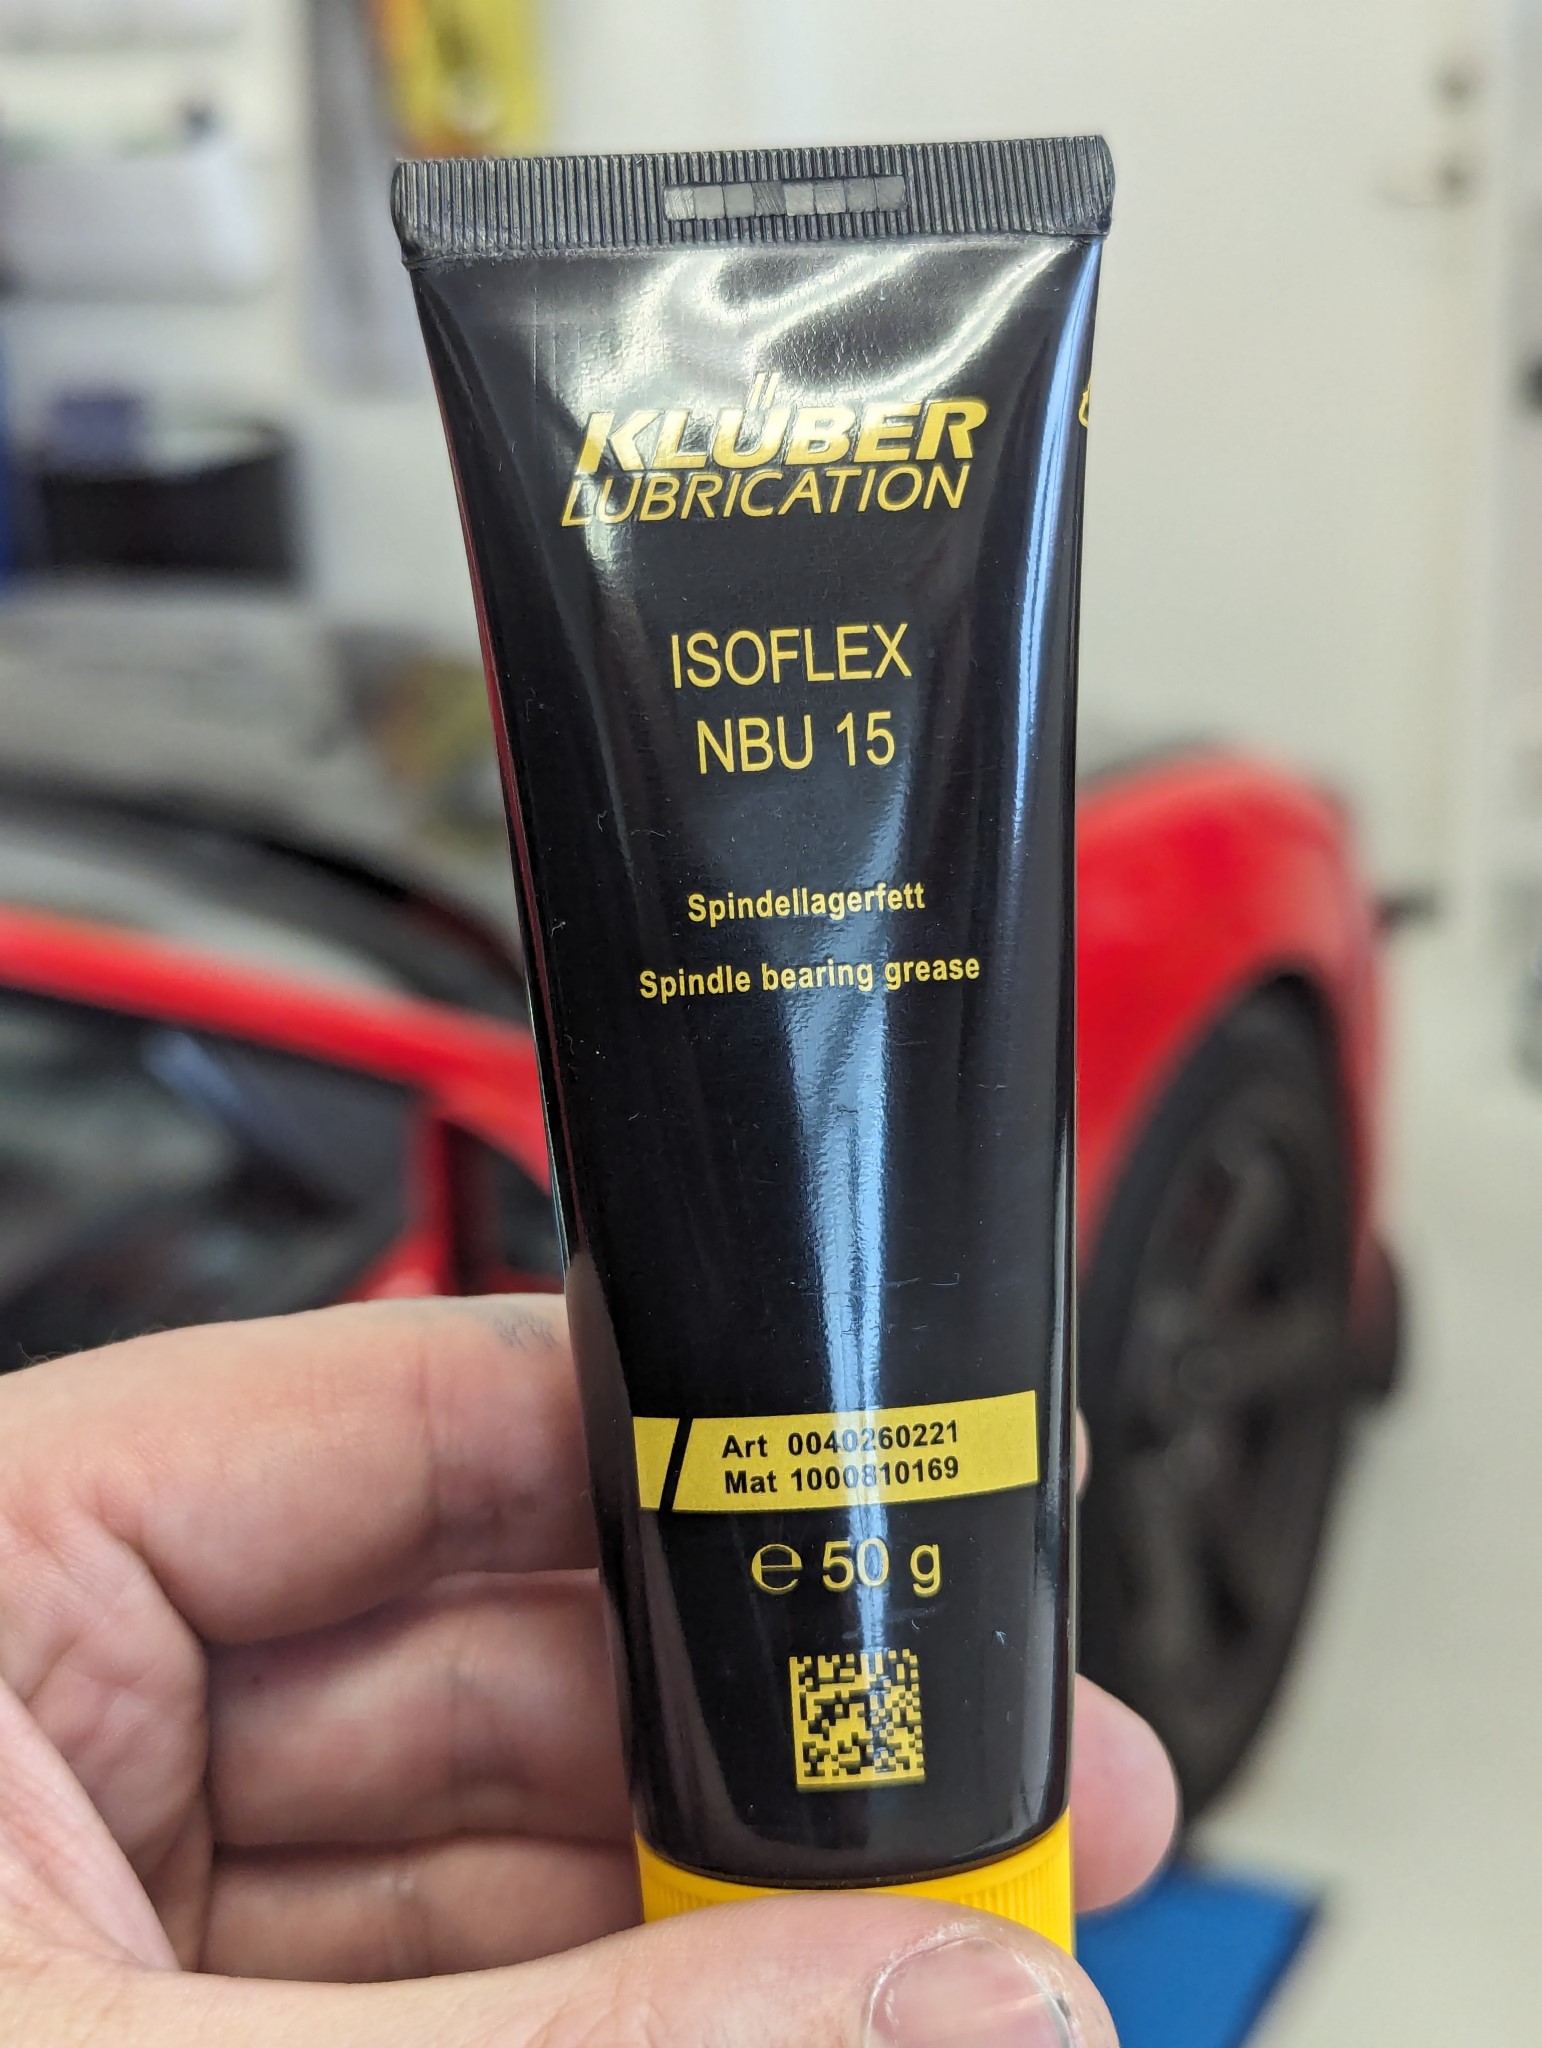 KLÜBER
LUBRICATION
ISOFLEX
NBU 15
Spindellagerfett
Spindle bearing grease
Art 0040260221
Mat 1000810169
℮ 50 g